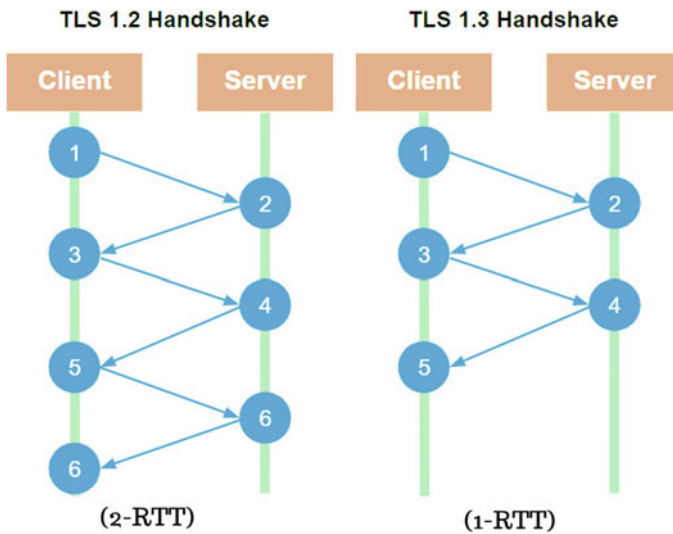 TLS 1.2 Handshake
TLS 1.3 Handshake
Client
Server
Client
Server
1
2
3
4
5
6
6
1
2
3
4
5
(2-RTT)
(1-RTT)